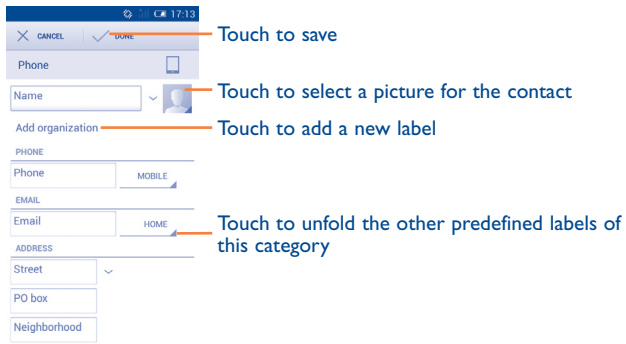 17:13
CANCEL DONE Touch to save
Phone
Name Touch to select a picture for the contact
Add organization Touch to add a new label
PHONE
Phone MOBILE
EMAIL
Email HOME Touch to unfold the other predefined labels of
this category
ADDRESS
Street
PO box
Neighborhood